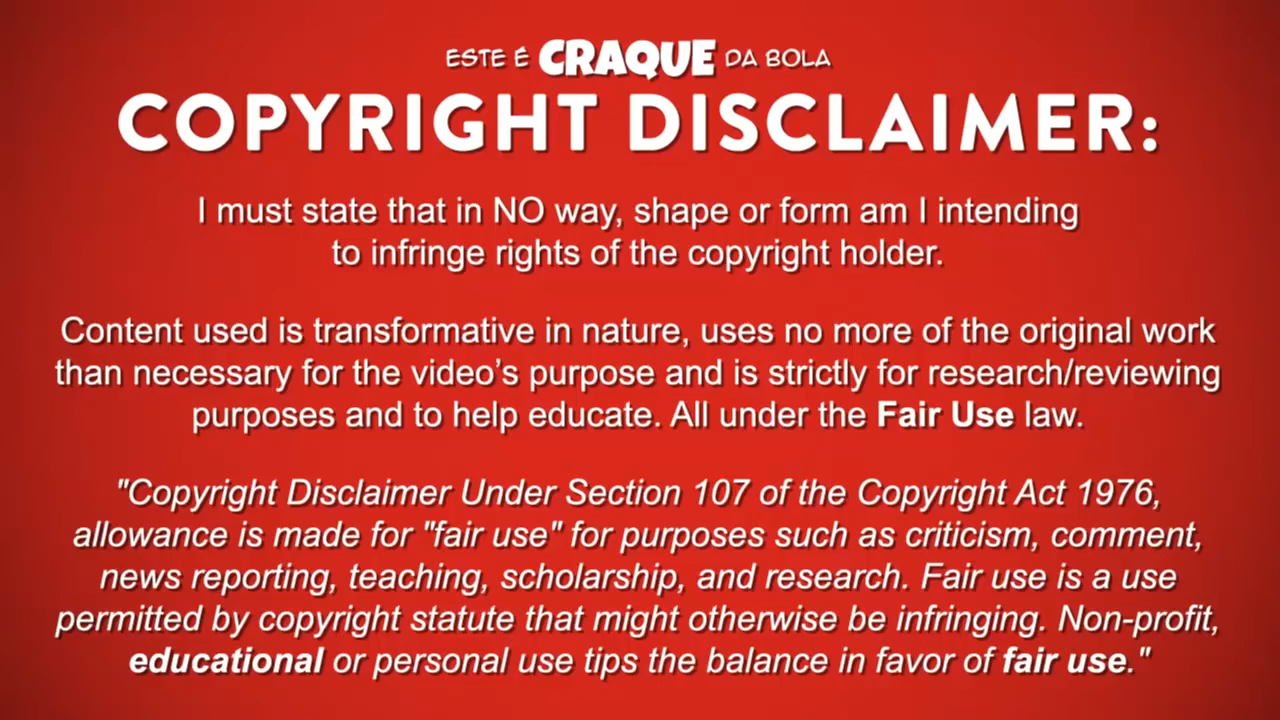 ESTE É CRAQUE DA BOLA
COPYRIGHT DISCLAIMER:
I must state that in NO way, shape or form am I intending
to infringe rights of the copyright holder.
Content used is transformative in nature, uses no more of the original work
than necessary for the video’s purpose and is strictly for research/reviewing
purposes and to help educate. All under the Fair Use law.
"Copyright Disclaimer Under Section 107 of the Copyright Act 1976,
allowance is made for "fair use" for purposes such as criticism, comment,
news reporting, teaching, scholarship, and research. Fair use is a use
permitted by copyright statute that might otherwise be infringing. Non-profit,
educational or personal use tips the balance in favor of fair use."